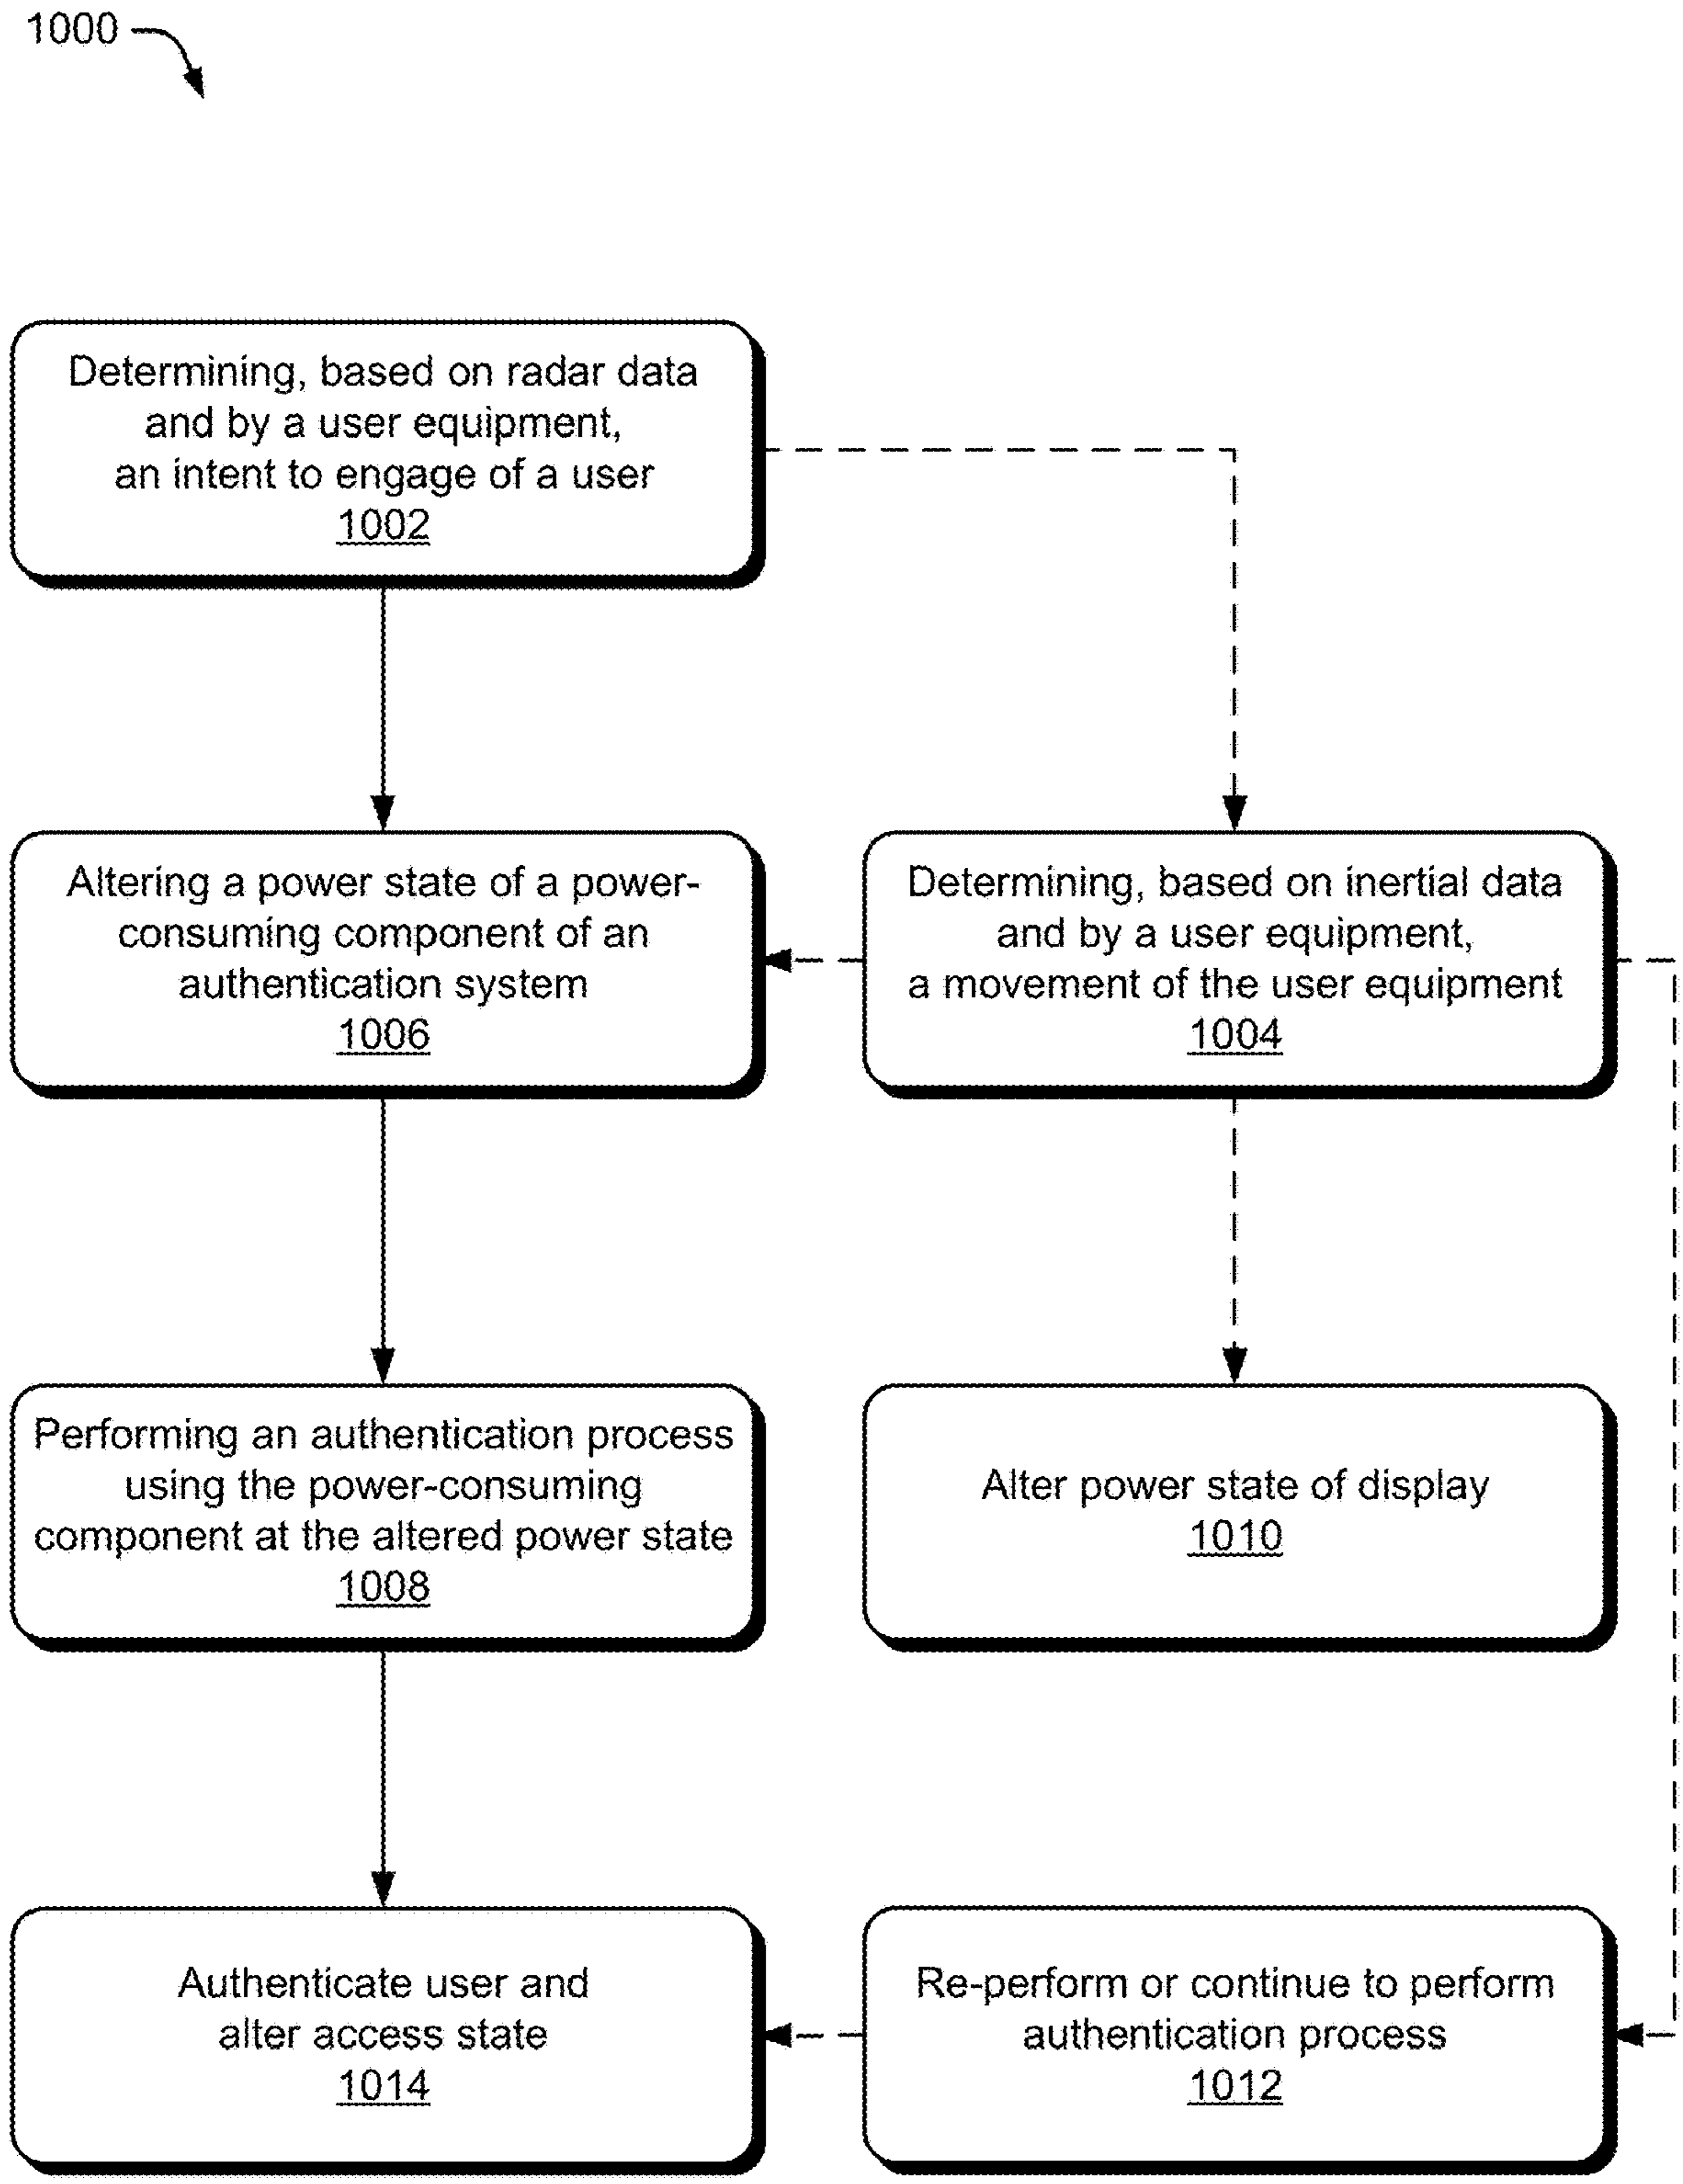 1000
Determining, based on radar data
and by a user equipment,
an intent to engage of a user
1002
Altering a power state of a power-
consuming component of an
authentication system
1006
Determining, based on inertial data
and by a user equipment,
a movement of the user equipment
1004
Performing an authentication process
using the power-consuming
component at the altered power state
1008
Alter power state of display
1010
Authenticate user and
alter access state
1014
Re-perform or continue to perform
authentication process
1012